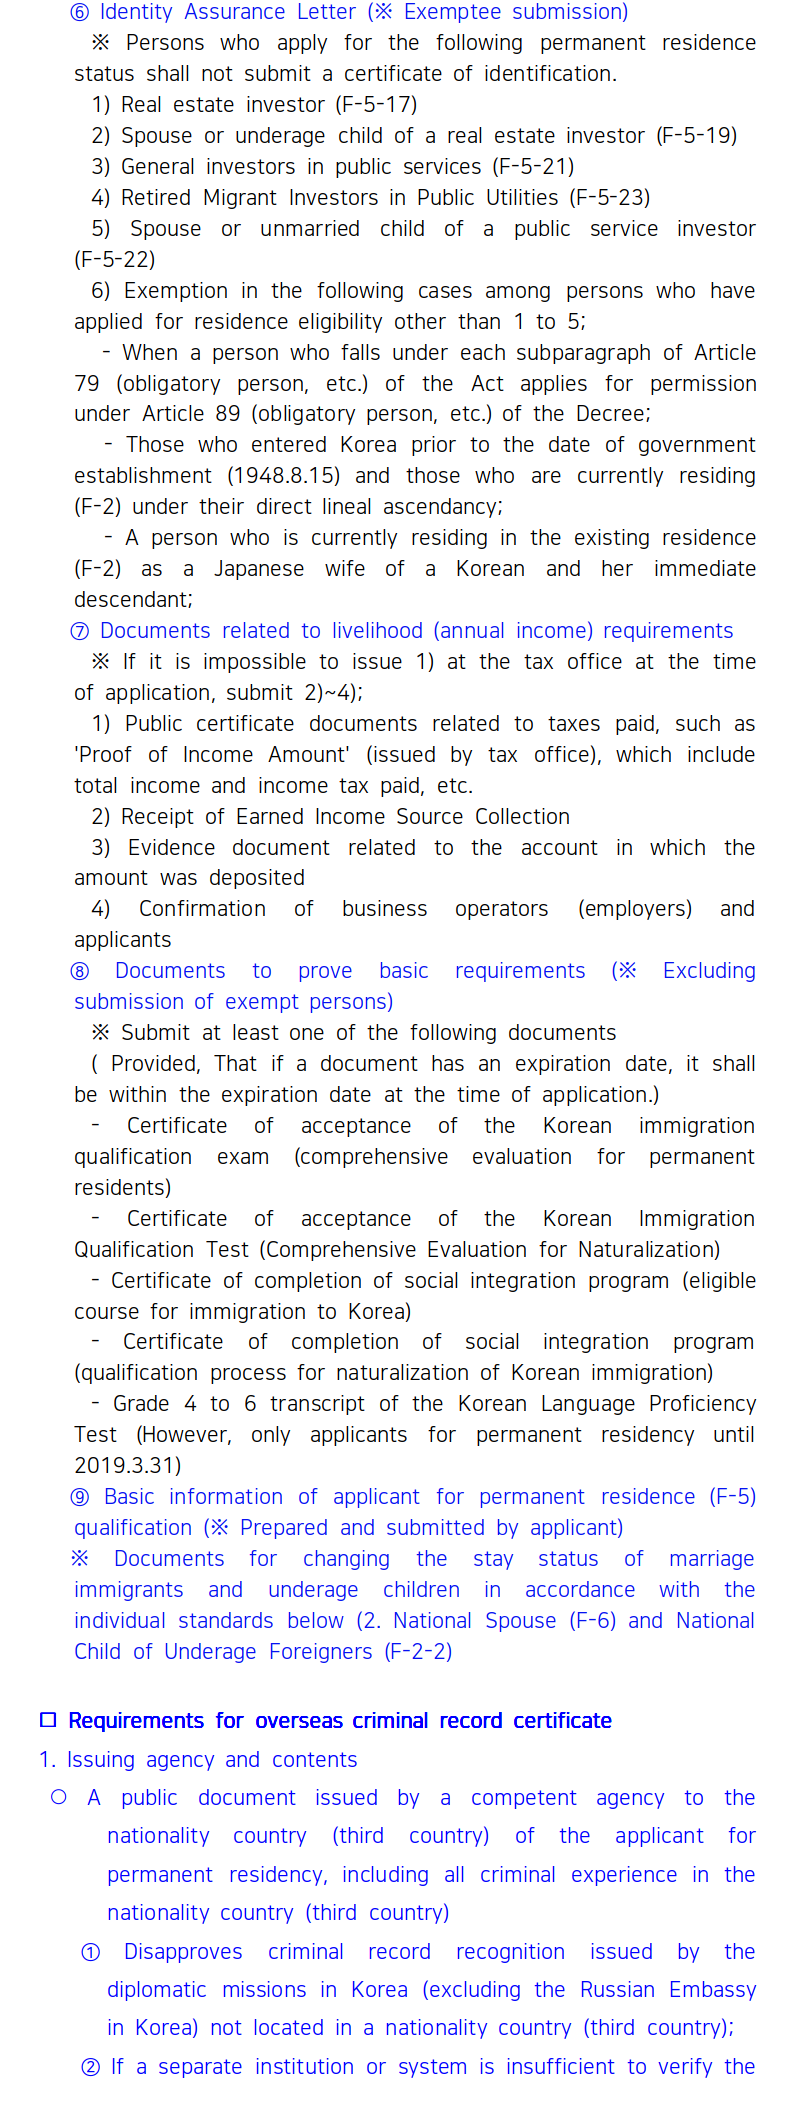 ⑥ Identity Assurance Letter (※ Exemptee submission)
※ Persons who apply for the following permanent residence
status shall not submit a certificate of identification.
1) Real estate investor (F-5-17)
2) Spouse or underage child of a real estate investor (F-5-19)
3) General investors in public services (F-5-21)
4) Retired Migrant Investors in Public Utilities (F-5-23)
5) Spouse or unmarried child of a public service investor
(F-5-22)
6) Exemption in the following cases among persons who have
applied for residence eligibility other than 1 to 5;
- When a person who falls under each subparagraph of Article
79 (obligatory person, etc.) of the Act applies for permission
under Article 89 (obligatory person, etc.) of the Decree;
- Those who entered Korea prior to the date of government
establishment (1948.8.15) and those who are currently residing
(F-2) under their direct lineal ascendancy;
- A person who is currently residing in the existing residence
(F-2) as a Japanese wife of a Korean and her immediate
descendant;
⑦ Documents related to livelihood (annual income) requirements
※ If it is impossible to issue 1) at the tax office at the time
of application, submit 2)~4);
1) Public certificate documents related to taxes paid, such as
'Proof of Income Amount' (issued by tax office), which include
total income and income tax paid, etc.
2) Receipt of Earned Income Source Collection
3) Evidence document related to the account in which the
amount was deposited
4) Confirmation of business operators (employers) and
applicants
⑧ Documents to prove basic requirements (※ Excluding
submission of exempt persons)
※ Submit at least one of the following documents
( Provided, That if a document has an expiration date, it shall
be within the expiration date at the time of application.)
- Certificate of acceptance of the Korean immigration
qualification exam (comprehensive evaluation for permanent
residents)
- Certificate of acceptance of the Korean Immigration
Qualification Test (Comprehensive Evaluation for Naturalization)
- Certificate of completion of social integration program (eligible
course for immigration to Korea)
- Certificate of completion of social integration program
(qualification process for naturalization of Korean immigration)
- Grade 4 to 6 transcript of the Korean Language Proficiency
Test (However, only applicants for permanent residency until
2019.3.31)
⑨ Basic information of applicant for permanent residence (F-5)
qualification (※ Prepared and submitted by applicant)
※ Documents for changing the stay status of marriage
immigrants and underage children in accordance with the
individual standards below (2. National Spouse (F-6) and National
Child of Underage Foreigners (F-2-2)
□ Requirements for overseas criminal record certificate
1. Issuing agency and contents
○ A public document issued by a competent agency to the
nationality country (third country) of the applicant for
permanent residency, including all criminal experience in the
nationality country (third country)
① Disapproves criminal record recognition issued by the
diplomatic missions in Korea (excluding the Russian Embassy
in Korea) not located in a nationality country (third country);
② If a separate institution or system is insufficient to verify the